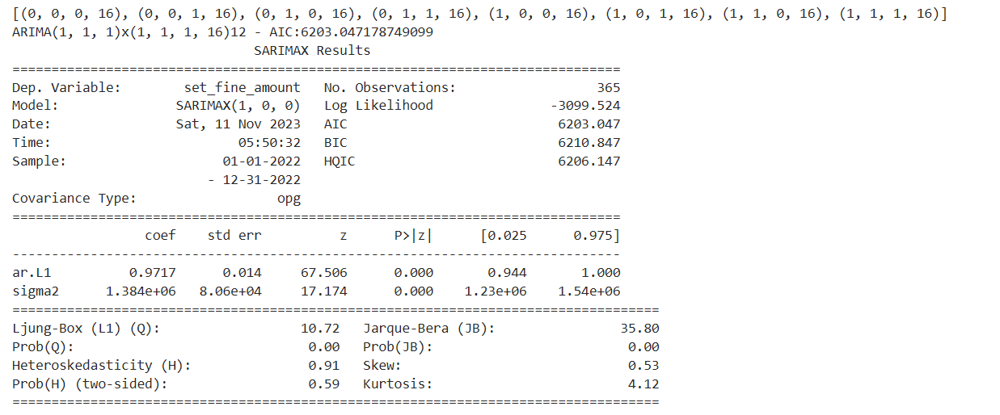 [(0, 0, 0, 16), (0, 0, 1, 16), (0, 1, 0, 16), (0, 1, 1, 16), (1, 0, 0, 16), (1, 0, 1, 16), (1, 1, 0, 16), (1, 1, 1, 16)]
ARIMA(1, 1, 1)x(1, 1, 1, 16)12 - AIC:6203.047178749099
SARIMAX Results
==============================================================================
Dep. Variable: set_fine_amount No. Observations: 365
Model: SARIMAX(1, 0, 0) Log Likelihood -3099.524
Date: Sat, 11 Nov 2023 AIC 6203.047
Time: 05:50:32 BIC 6210.847
Sample: 01-01-2022 HQIC 6206.147
- 12-31-2022
Covariance Type: opg
==============================================================================
coef std err z P>|z| [0.025 0.975]
------------------------------------------------------------------------------
ar.L1 0.9717 0.014 67.506 0.000 0.944 1.000
sigma2 1.384e+06 8.06e+04 17.174 0.000 1.23e+06 1.54e+06
===================================================================================
Ljung-Box (L1) (Q): 10.72 Jarque-Bera (JB): 35.80
Prob(Q): 0.00 Prob(JB): 0.00
Heteroskedasticity (H): 0.91 Skew: 0.53
Prob(H) (two-sided): 0.59 Kurtosis: 4.12
===================================================================================